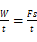 W/t = Fs/t